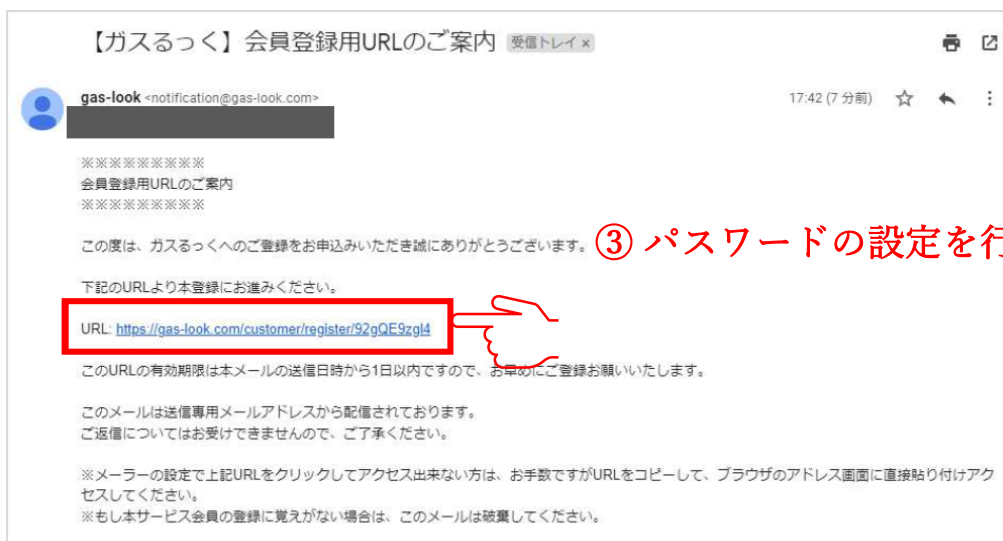 【ガスるっく】会員登録用URLのご案内 受信トレイ ×
gas-look <notification@gas-look.com>
17:42 (7 分前)
※※※※※※※※※
会員登録用URLのご案内
※※※※※※※※※
この度は、ガスるっくへのご登録をお申込みいただき誠にありがとうございます。
③ パスワードの設定を行
下記のURLより本登録にお進みください。
URL: https://gas-look.com/customer/register/92gQE9zgl4
このURLの有効期限は本メールの送信日時から1日以内ですので、お早めにご登録お願いいたします。
このメールは送信専用メールアドレスから配信されております。
ご返信についてはお受けできませんので、ご了承ください。
※メーラーの設定で上記URLをクリックしてアクセス出来ない方は、お手数ですがURLをコピーして、ブラウザのアドレス画面に直接貼り付けアク
セスしてください。
※もし本サービス会員の登録に覚えがない場合は、このメールは破棄してください。